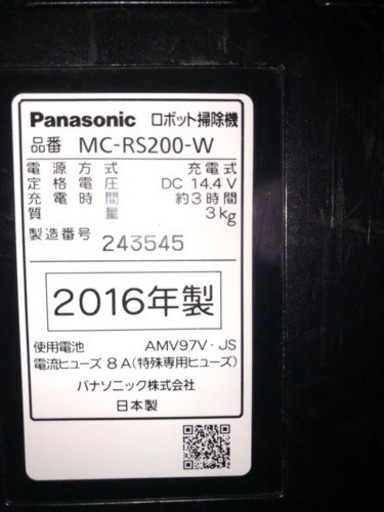 Panasonic ロボット掃除機
品番 MC-RS200-W
電源方式 充電式
定格電圧 DC 14.4V
充電時間 約3時間
質量 3kg
製造番号 243545
2016年製
使用電池 AMV97V-JS
電流ヒューズ 8A(特殊専用ヒューズ)
パナソニック株式会社
日本製